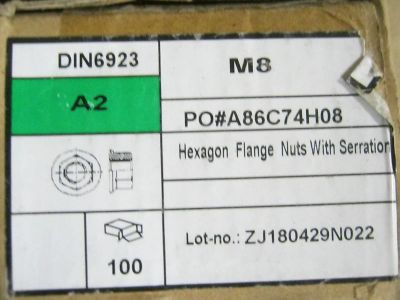 DIN6923
M8
A2
PO#A86C74H08
Hexagon Flange Nuts With Serration
100
Lot-no.: ZJ180429N022